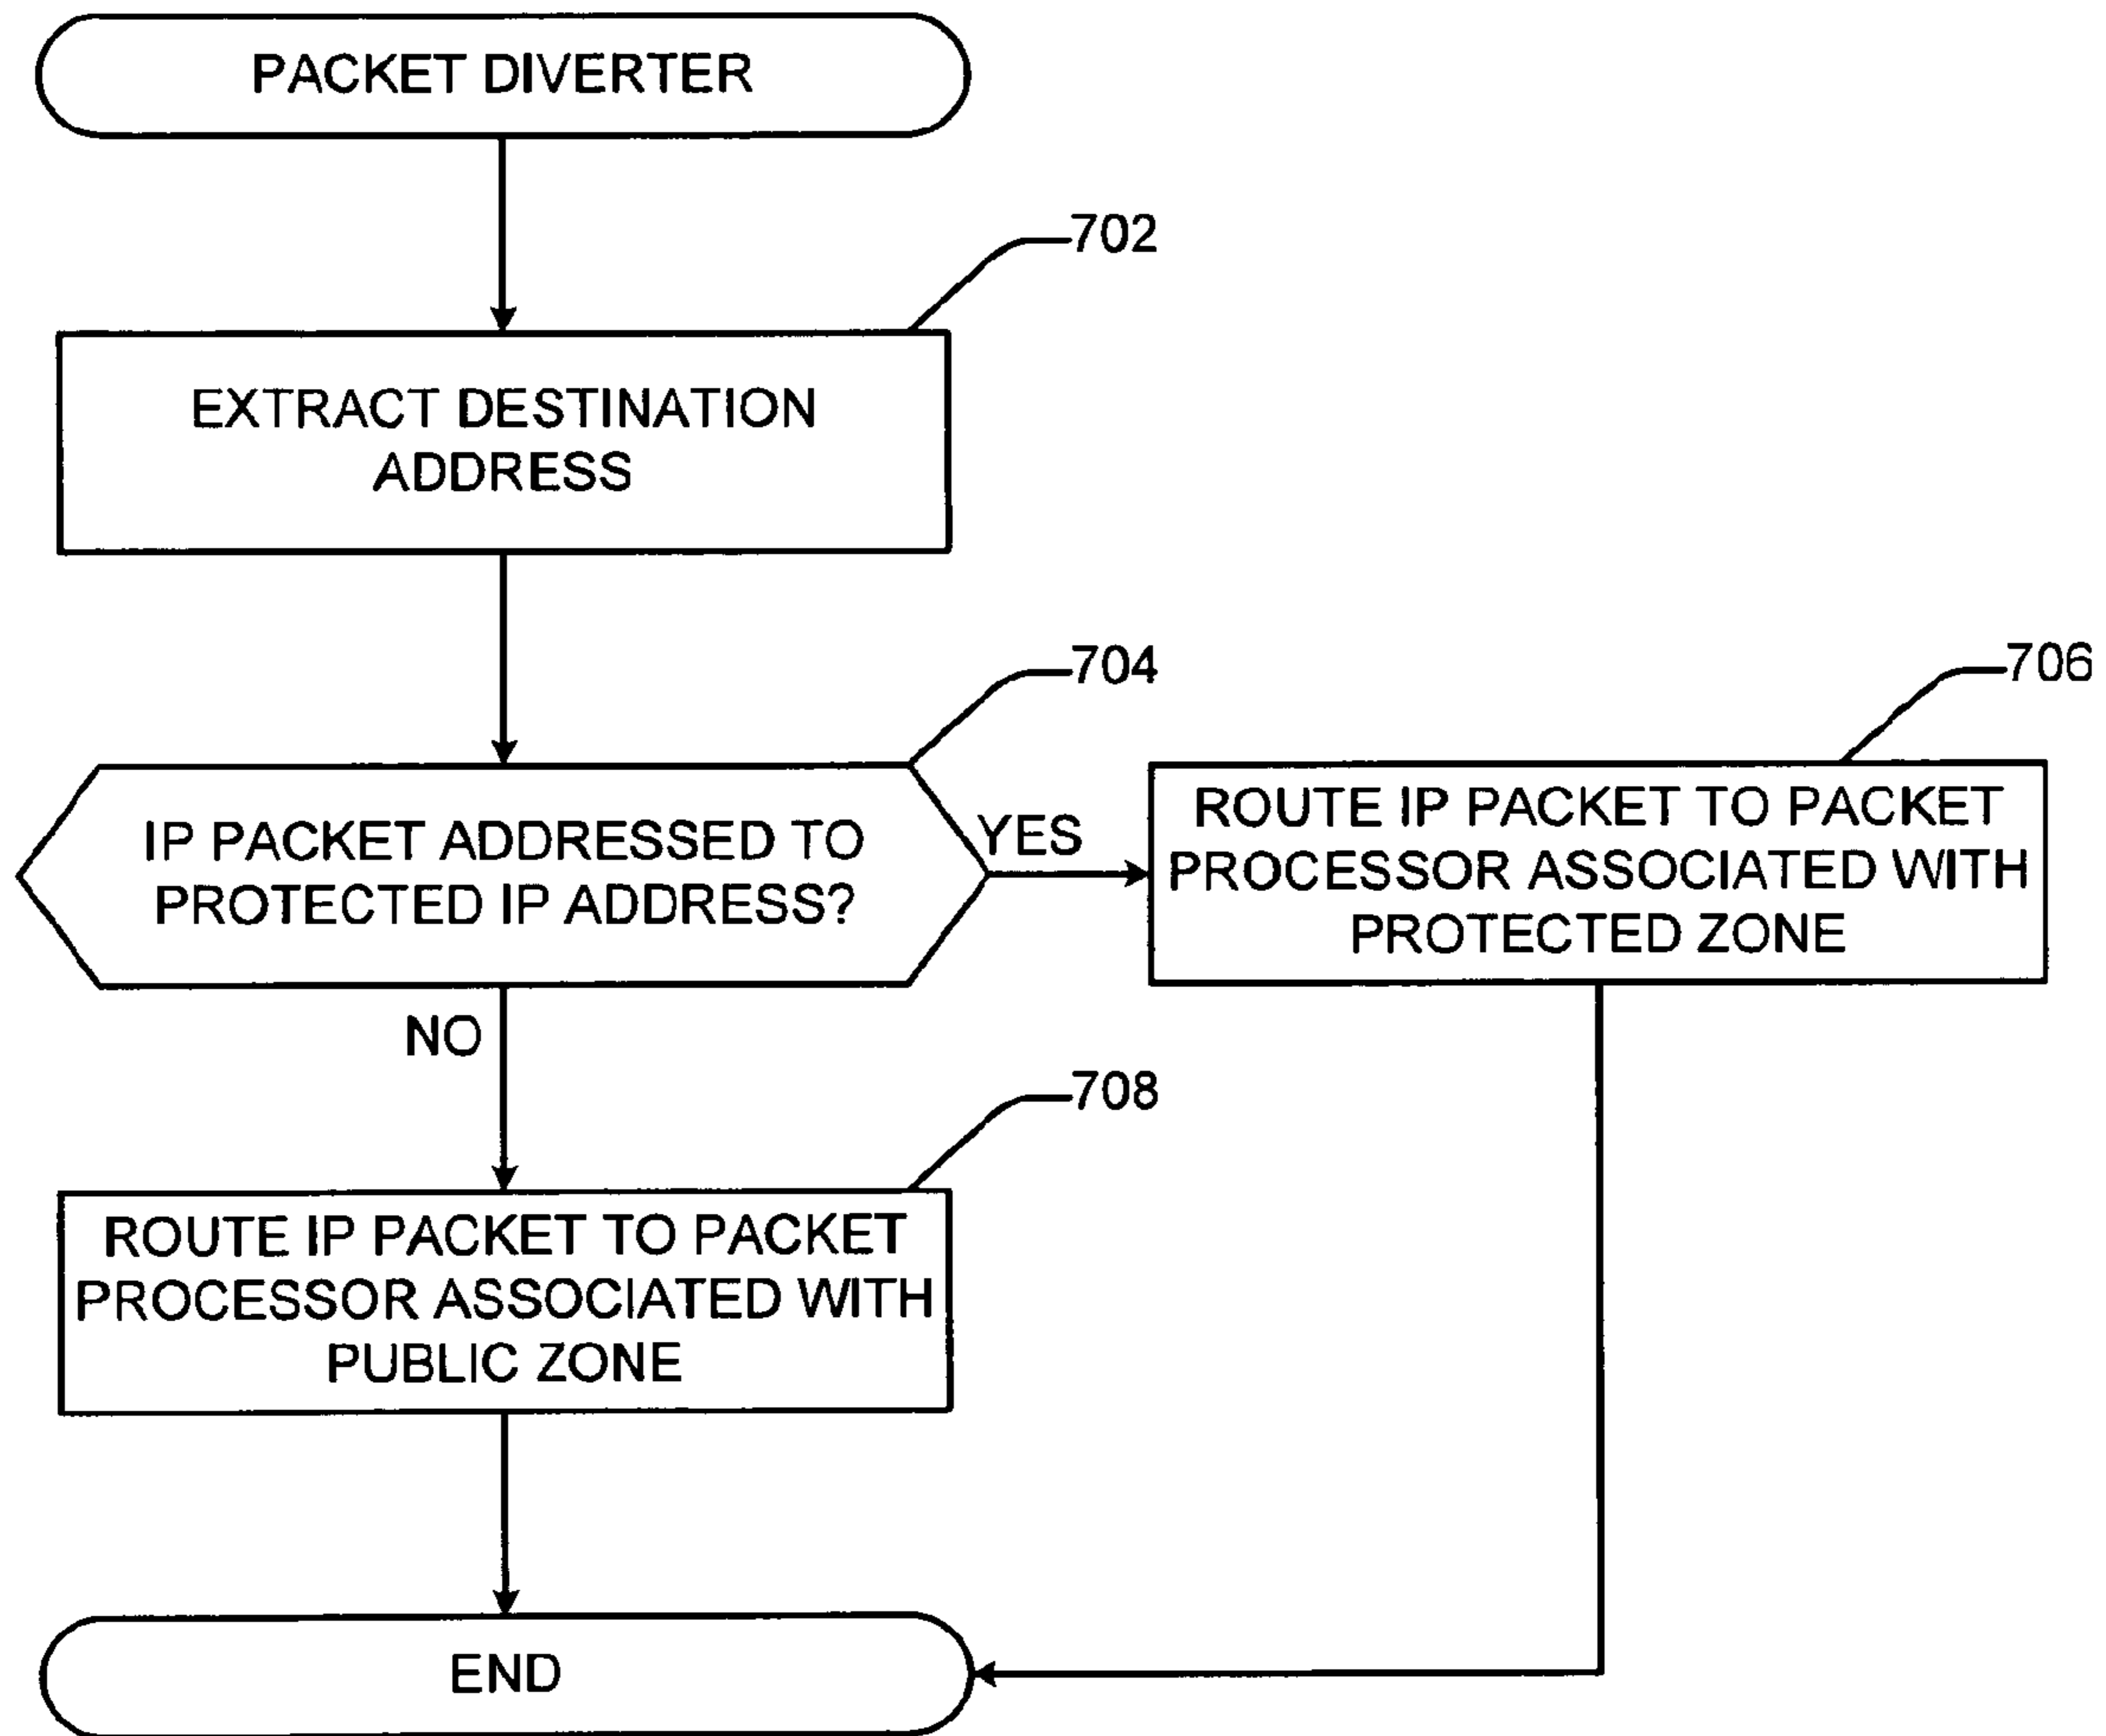 PACKET DIVERTER
702
EXTRACT DESTINATION
ADDRESS
704
IP PACKET ADDRESSED TO
PROTECTED IP ADDRESS?
YES
706
ROUTE IP PACKET TO PACKET
PROCESSOR ASSOCIATED WITH
PROTECTED ZONE
NO
708
ROUTE IP PACKET TO PACKET
PROCESSOR ASSOCIATED WITH
PUBLIC ZONE
END